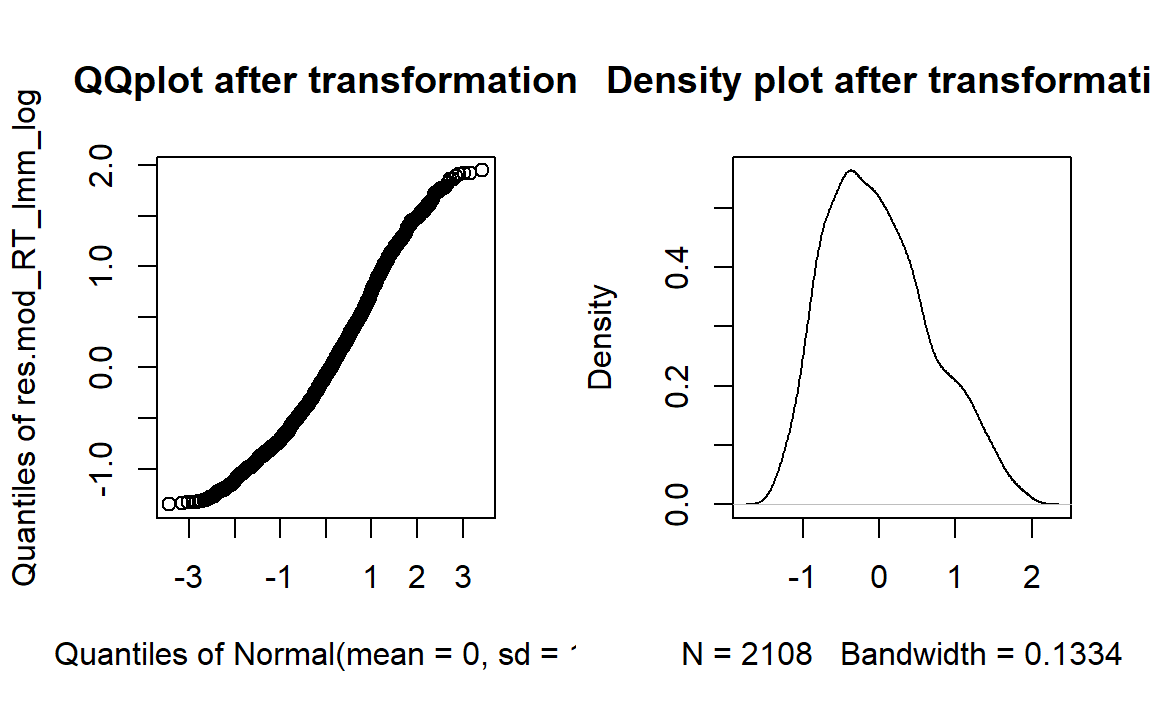 QQplot after transformation
Quantiles of res.mod_RT_lmm_log
2.0
1.0
0.0
-1.0
-3
-1
1
2
3
Quantiles of Normal(mean = 0, sd =
Density plot after transformati
Density
0.4
0.2
0.0
-1
0
1
2
N = 2108 Bandwidth = 0.1334